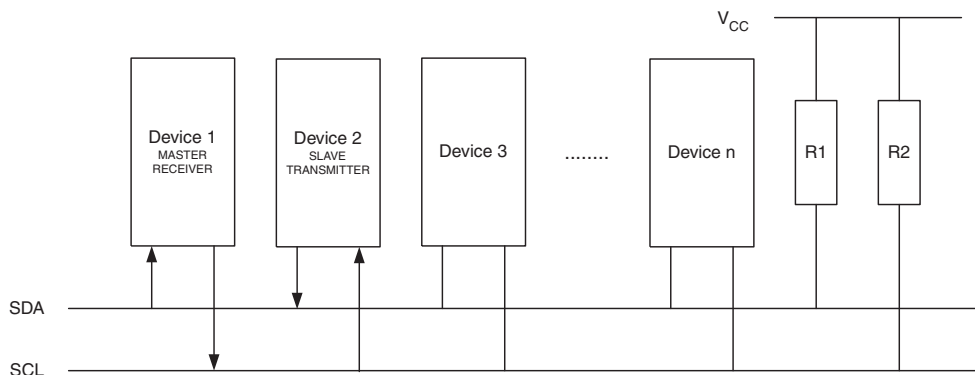 VCC
Device 1
MASTER
RECEIVER
Device 2
SLAVE
TRANSMITTER
Device 3
........
Device n
R1
R2
SDA
SCL